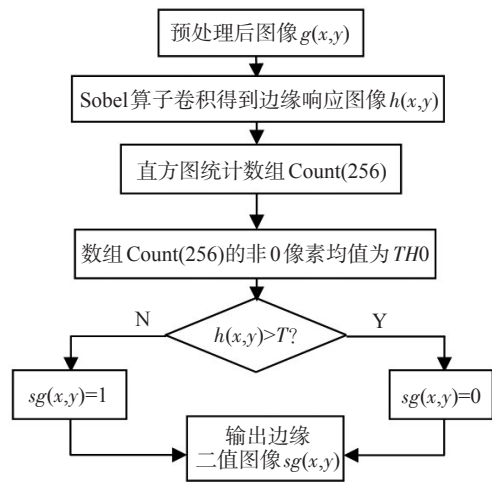 预处理后图像g(x,y)
Sobel算子卷积得到边缘响应图像h(x,y)
直方图统计数组Count(256)
数组Count(256)的非0像素均值为TH0
h(x,y)>T?
N
Y
sg(x,y)=1
sg(x,y)=0
输出边缘
二值图像sg(x,y)